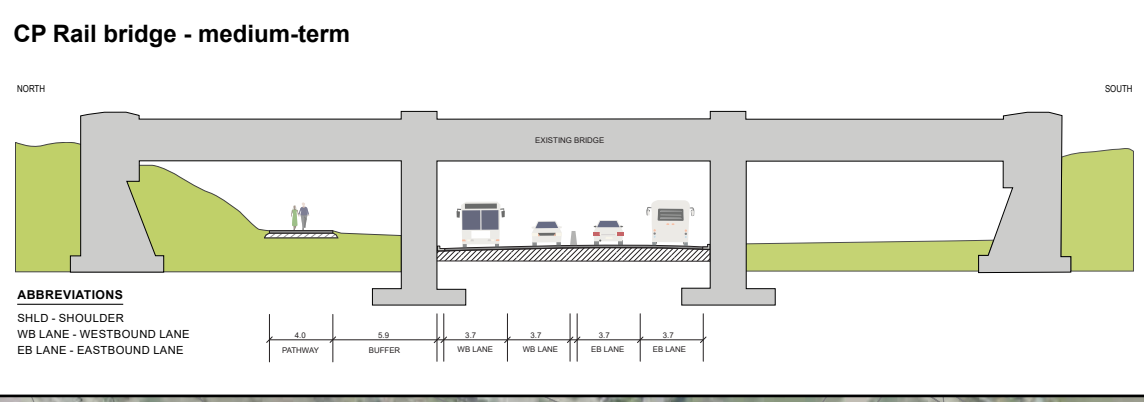 CP Rail bridge - medium-term
NORTH
SOUTH
EXISTING BRIDGE
ABBREVIATIONS
SHLD - SHOULDER
WB LANE - WESTBOUND LANE
EB LANE - EASTBOUND LANE
4.0 5.9 3.7 3.7 3.7 3.7
PATHWAY BUFFER WB LANE WB LANE EB LANE EB LANE